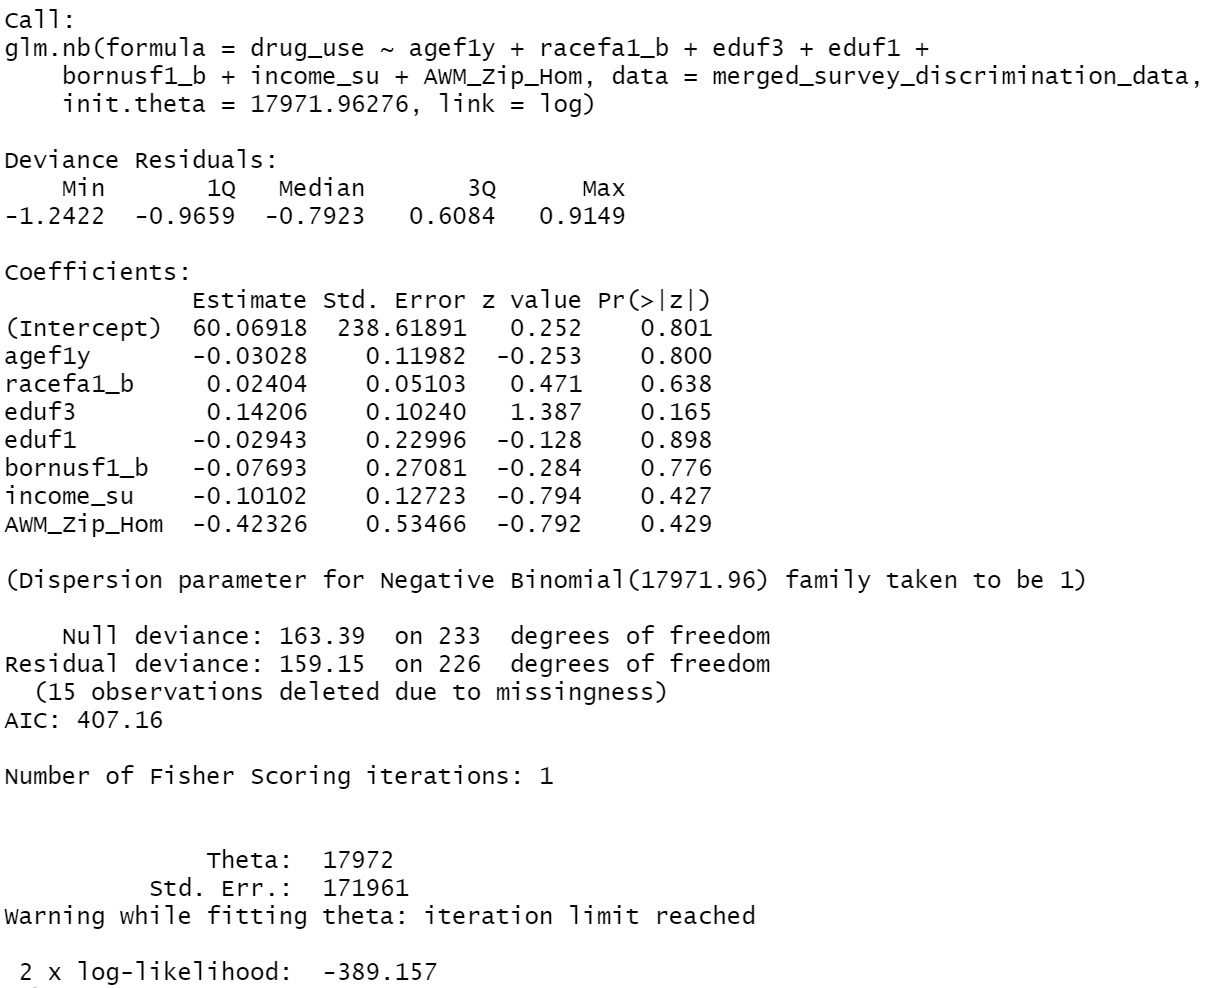 Call:
glm.nb(formula = drug_use ~ agef1y + racefa1_b + eduf3 + eduf1 +
    bornusf1_b + income_su + AWM_Zip_Hom, data = merged_survey_discrimination_data,
    init.theta = 17971.96276, link = log)

Deviance Residuals:
    Min       1Q   Median       3Q      Max
-1.2422  -0.9659  -0.7923   0.6084   0.9149

Coefficients:
             Estimate Std. Error z value Pr(>|z|)
(Intercept)  60.06918  238.61891   0.252    0.801
agef1y       -0.03028    0.11982  -0.253    0.800
racefa1_b     0.02404    0.05103   0.471    0.638
eduf3         0.14206    0.10240   1.387    0.165
eduf1        -0.02943    0.22996  -0.128    0.898
bornusf1_b   -0.07693    0.27081  -0.284    0.776
income_su    -0.10102    0.12723  -0.794    0.427
AWM_Zip_Hom  -0.42326    0.53466  -0.792    0.429

(Dispersion parameter for Negative Binomial(17971.96) family taken to be 1)

    Null deviance: 163.39  on 233  degrees of freedom
Residual deviance: 159.15  on 226  degrees of freedom
  (15 observations deleted due to missingness)
AIC: 407.16

Number of Fisher Scoring iterations: 1


              Theta:  17972
          Std. Err.:  171961
Warning while fitting theta: iteration limit reached

 2 x log-likelihood:  -389.157